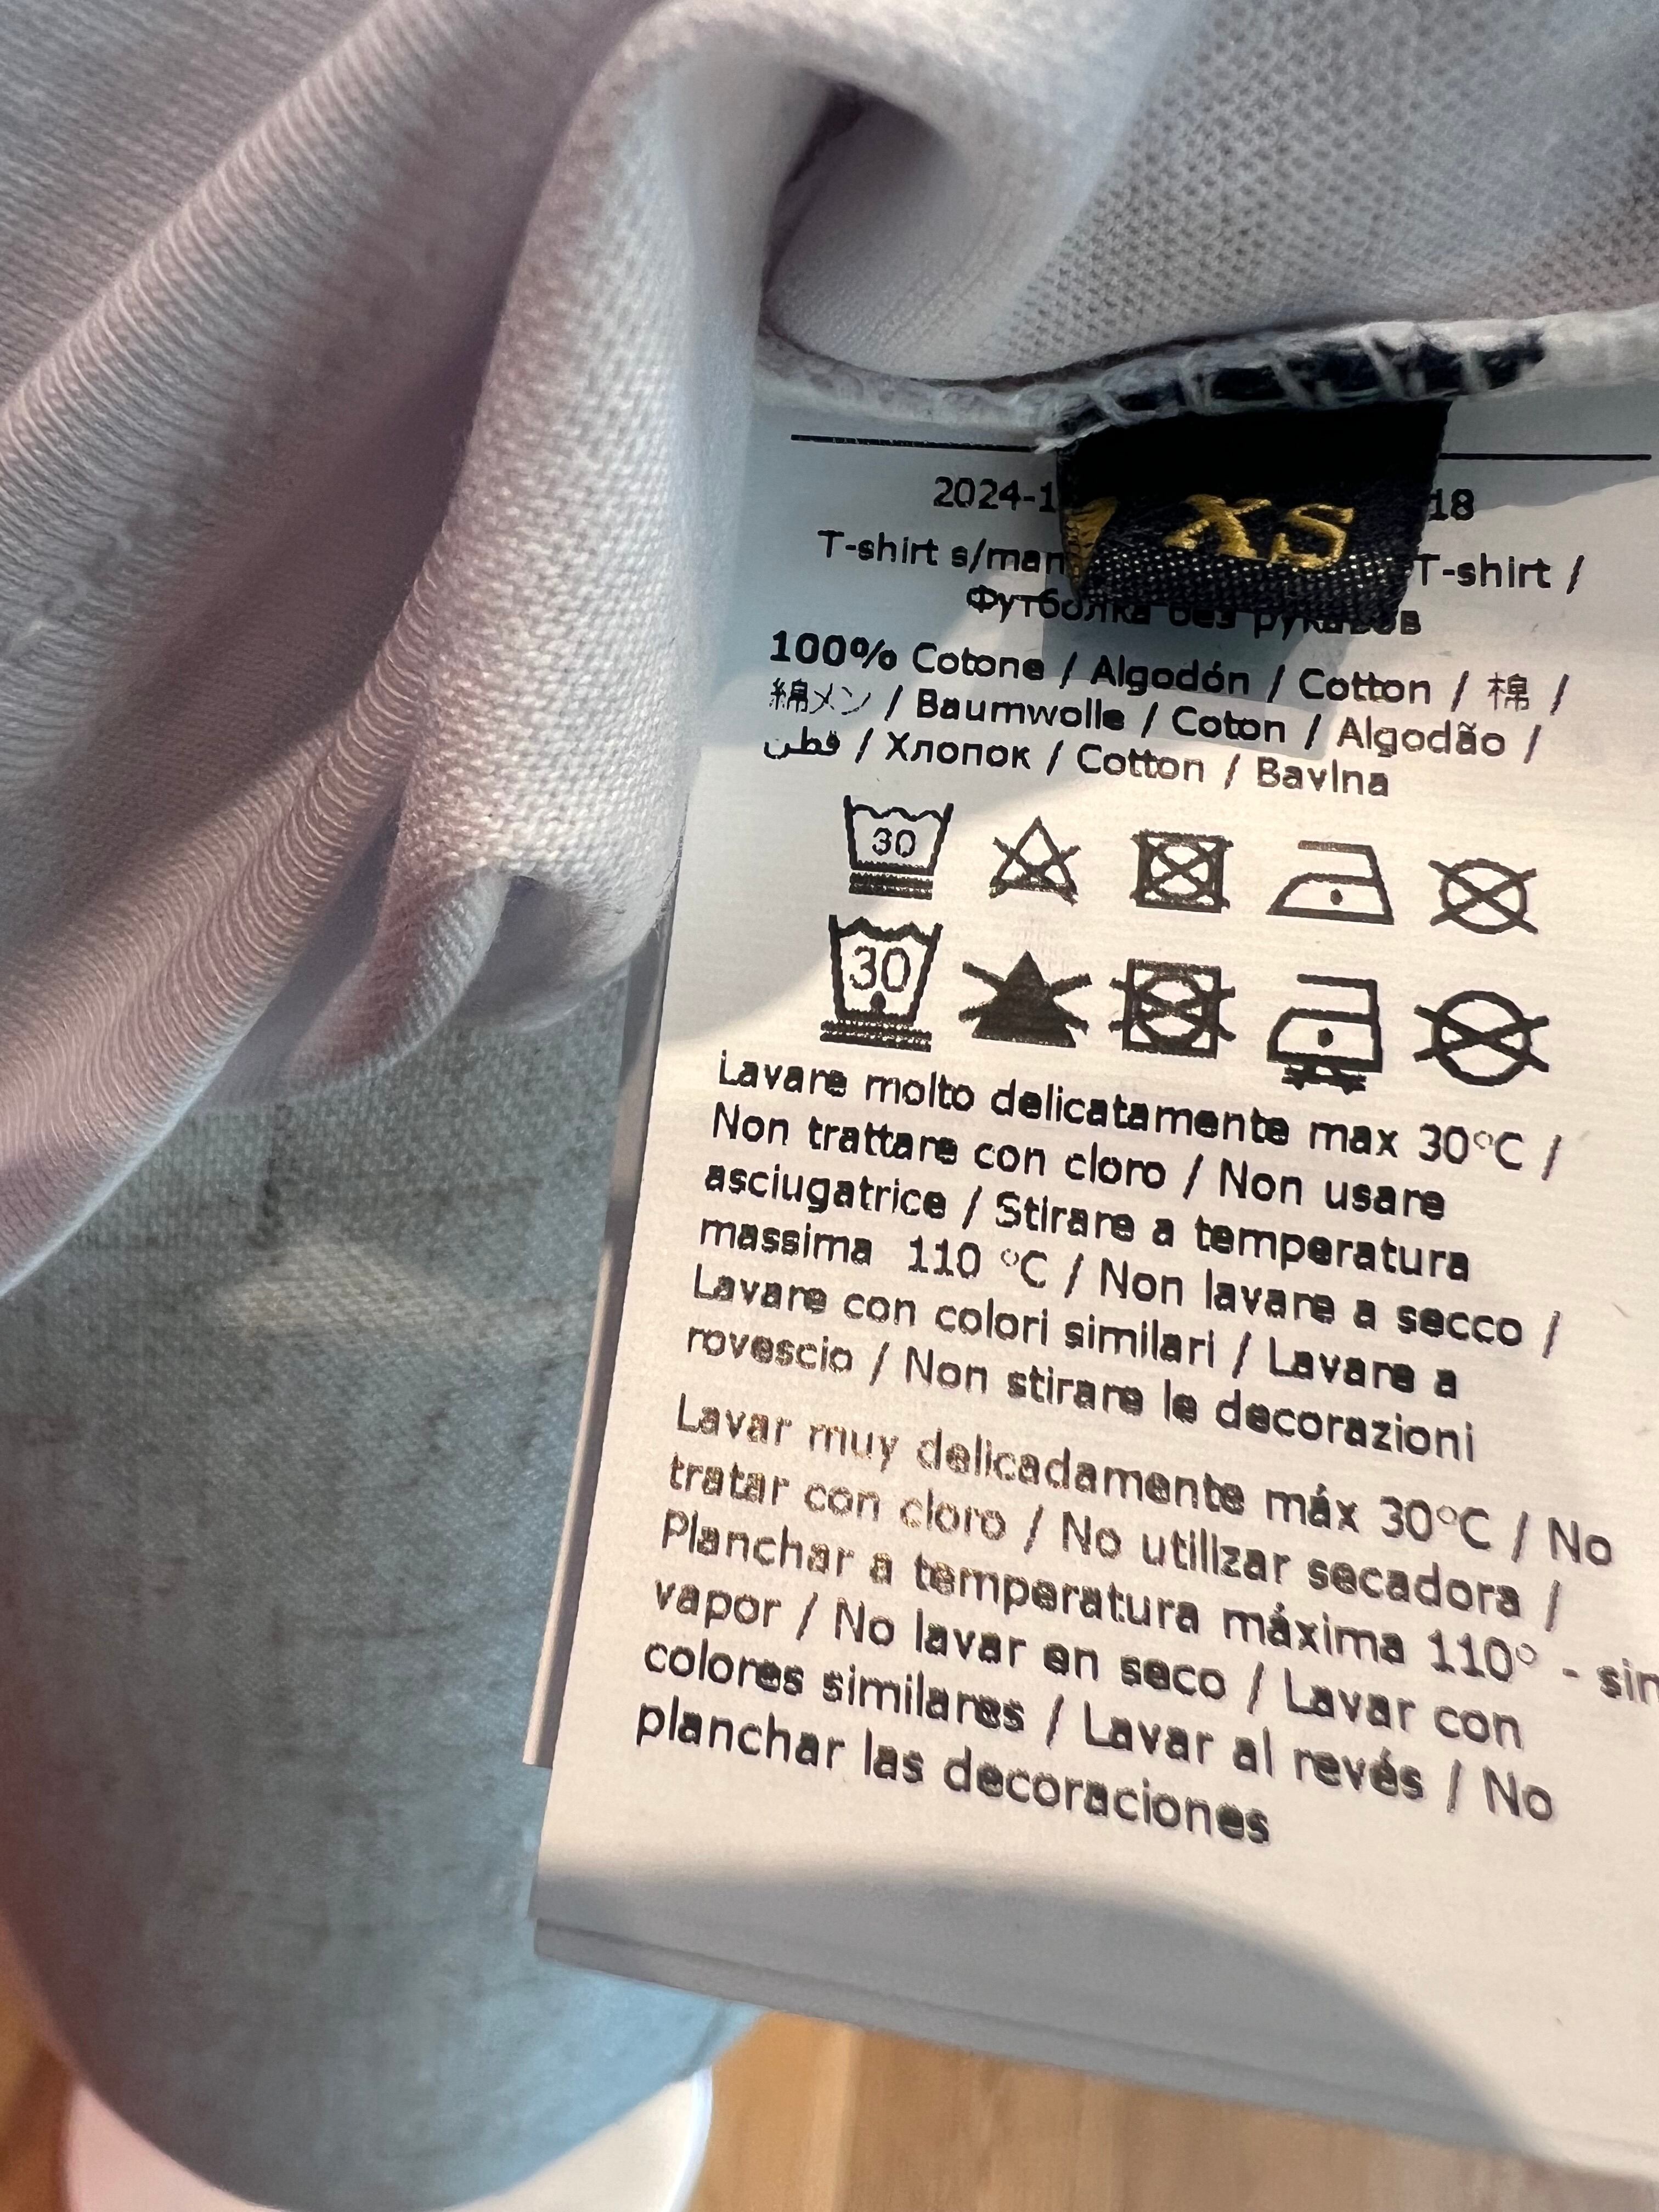 2024-1
18
XS
T-shirt s/man
T-shirt /
Футболка без рукавов
100% Cotone / Algodón / Cotton / 棉 /
綿メン / Baumwolle / Coton / Algodão /
قطن / Хлопок / Cotton / Bavlna
30
30
Lavare molto delicatamente max 30°C /
Non trattare con cloro / Non usare
asciugatrice / Stirare a temperatura
massima 110 °C / Non lavare a secco /
Lavare con colori similari / Lavare a
rovescio / Non stirare le decorazioni
Lavar muy delicadamente máx 30°C / No
tratar con cloro / No utilizar secadora /
Planchar a temperatura máxima 110° - sin
vapor / No lavar en seco / Lavar con
colores similares / Lavar al revés / No
planchar las decoraciones